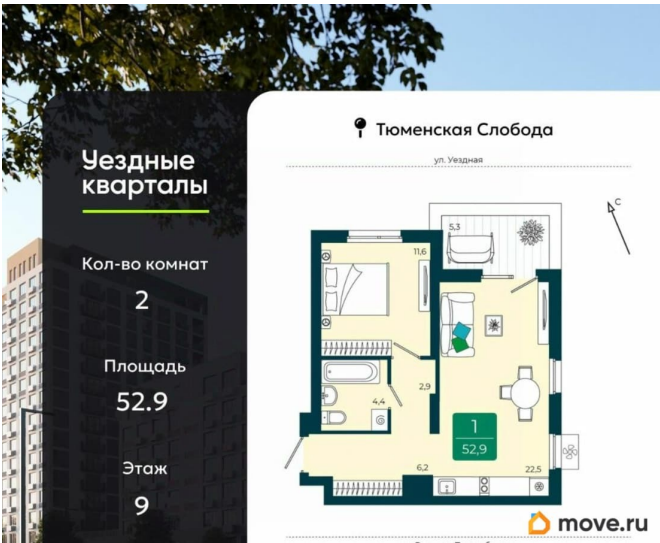 Уездные
кварталы
Кол-во комнат
2
Площадь
52.9
Этаж
9
Тюменская Слобода
ул. Уездная
С
5,3
11,6
2,9
4,4
1
52,9
6,2
22,5
move.ru